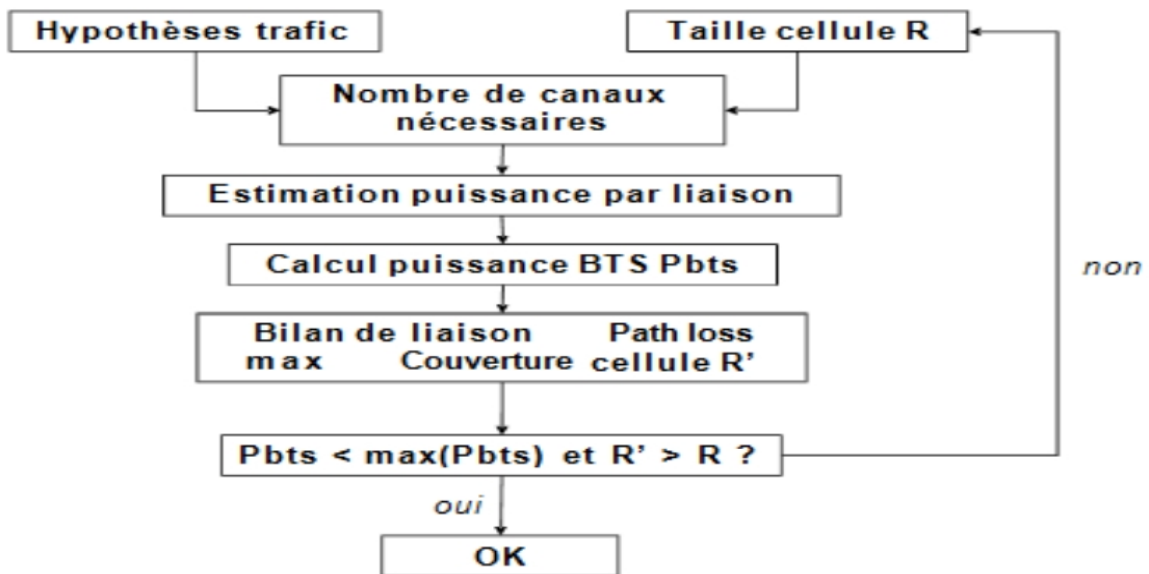 Hypothèses trafic
Taille cellule R
Nombre de canaux
nécessaires
Estimation puissance par liaison
Calcul puissance BTS Pbts
non
Bilan de liaison Path loss
max Couverture cellule R'
Pbts < max(Pbts) et R' > R ?
oui
OK